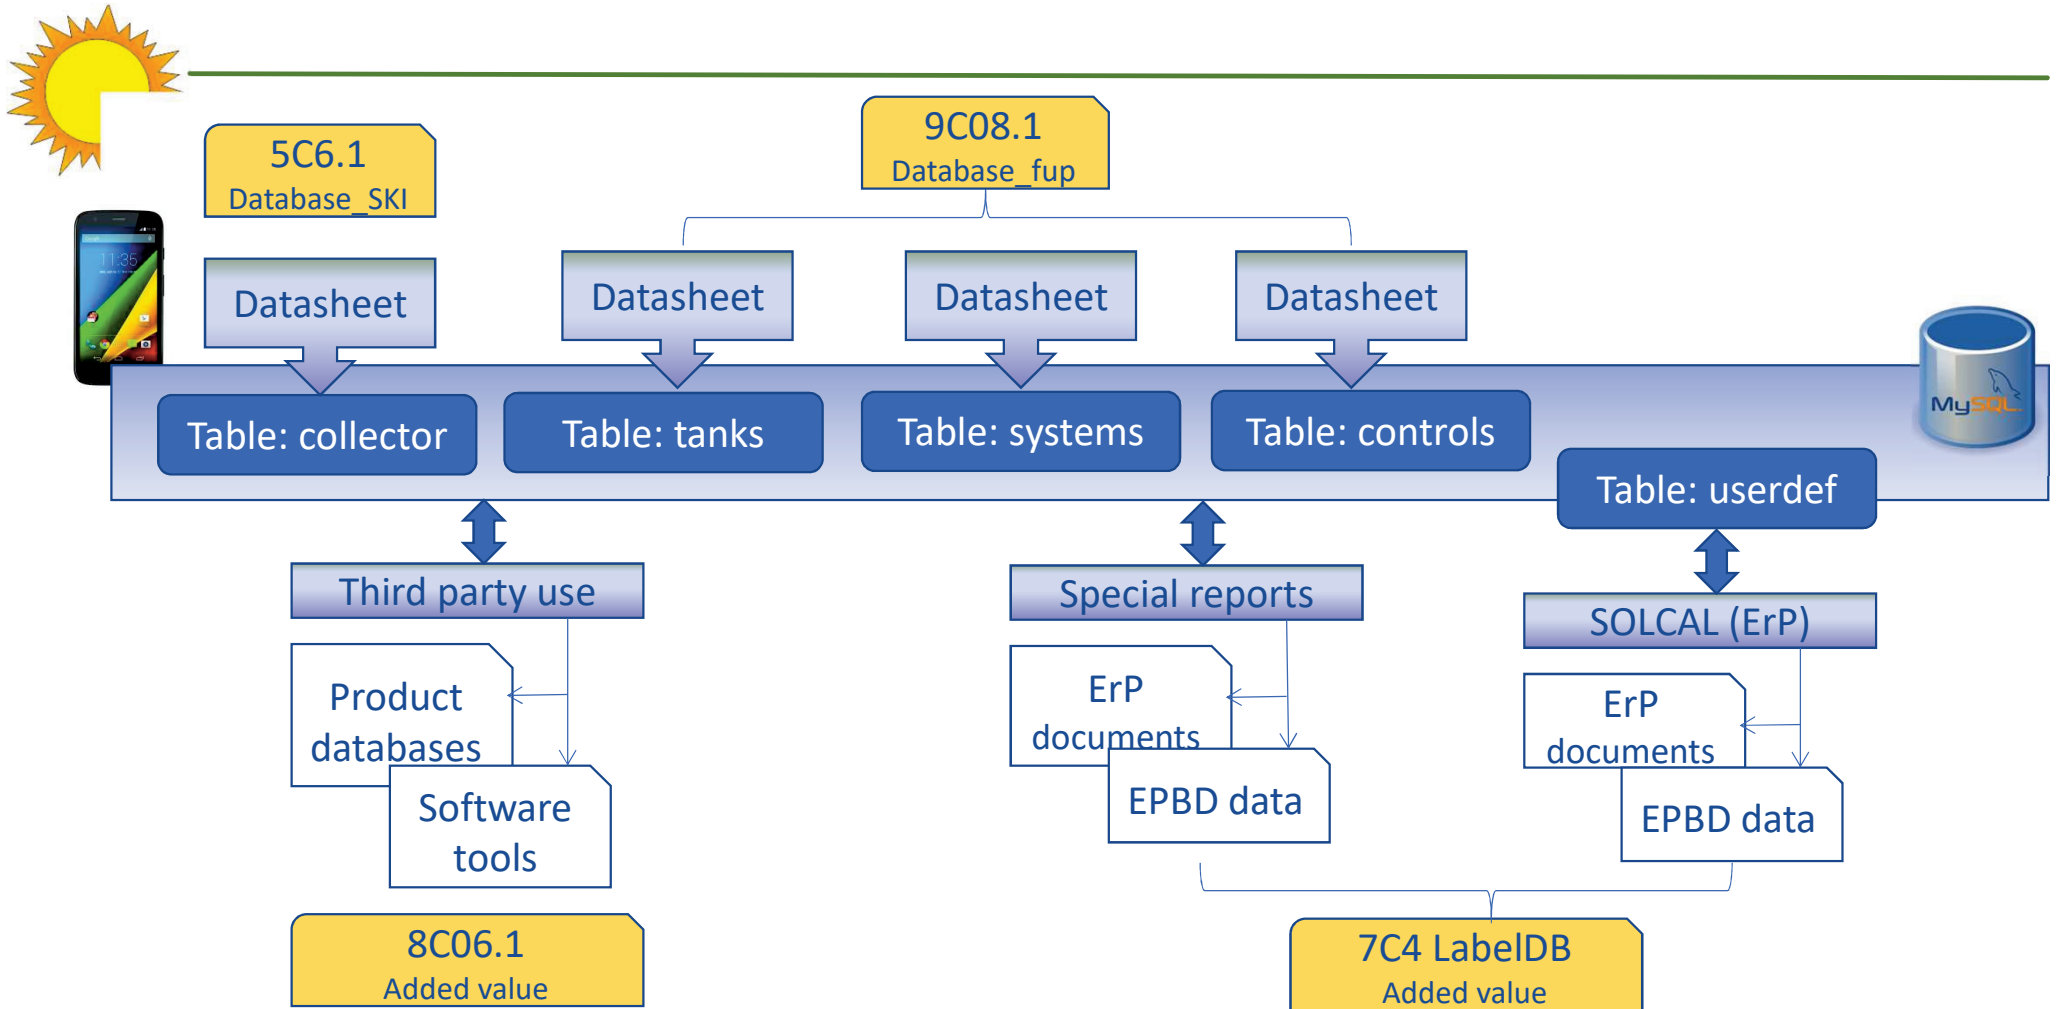 5C6.1
Database_SKI
9C08.1
Database_fup
11:35
Datasheet
Datasheet
Datasheet
Datasheet
MySQL
Table: collector
Table: tanks
Table: systems
Table: controls
Table: userdef
Third party use
Product
databases
Software
tools
8C06.1
Added value
Special reports
ErP
documents
EPBD data
SOLCAL (ErP)
ErP
documents
EPBD data
7C4 LabelDB
Added value